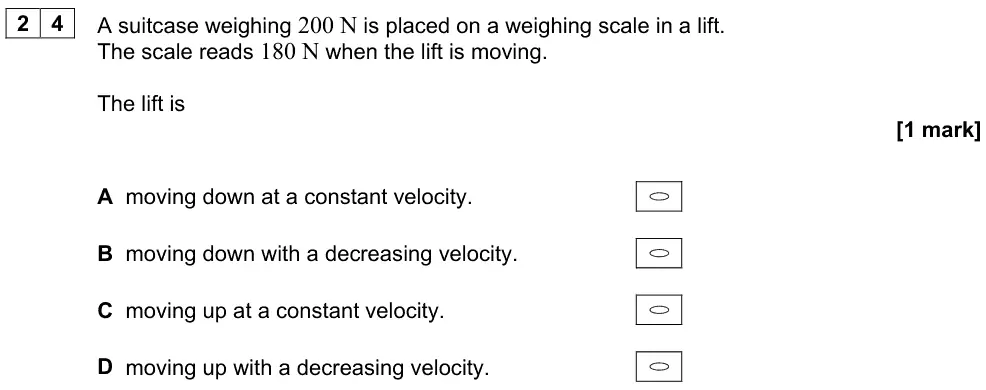 2 4 A suitcase weighing 200 N is placed on a weighing scale in a lift.
The scale reads 180 N when the lift is moving.
The lift is
[1 mark]
A moving down at a constant velocity.
B moving down with a decreasing velocity.
C moving up at a constant velocity.
D moving up with a decreasing velocity.